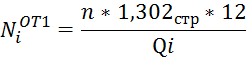 N_i^{OT1} = \frac{n * 1,302_{стр} * 12}{Qi}